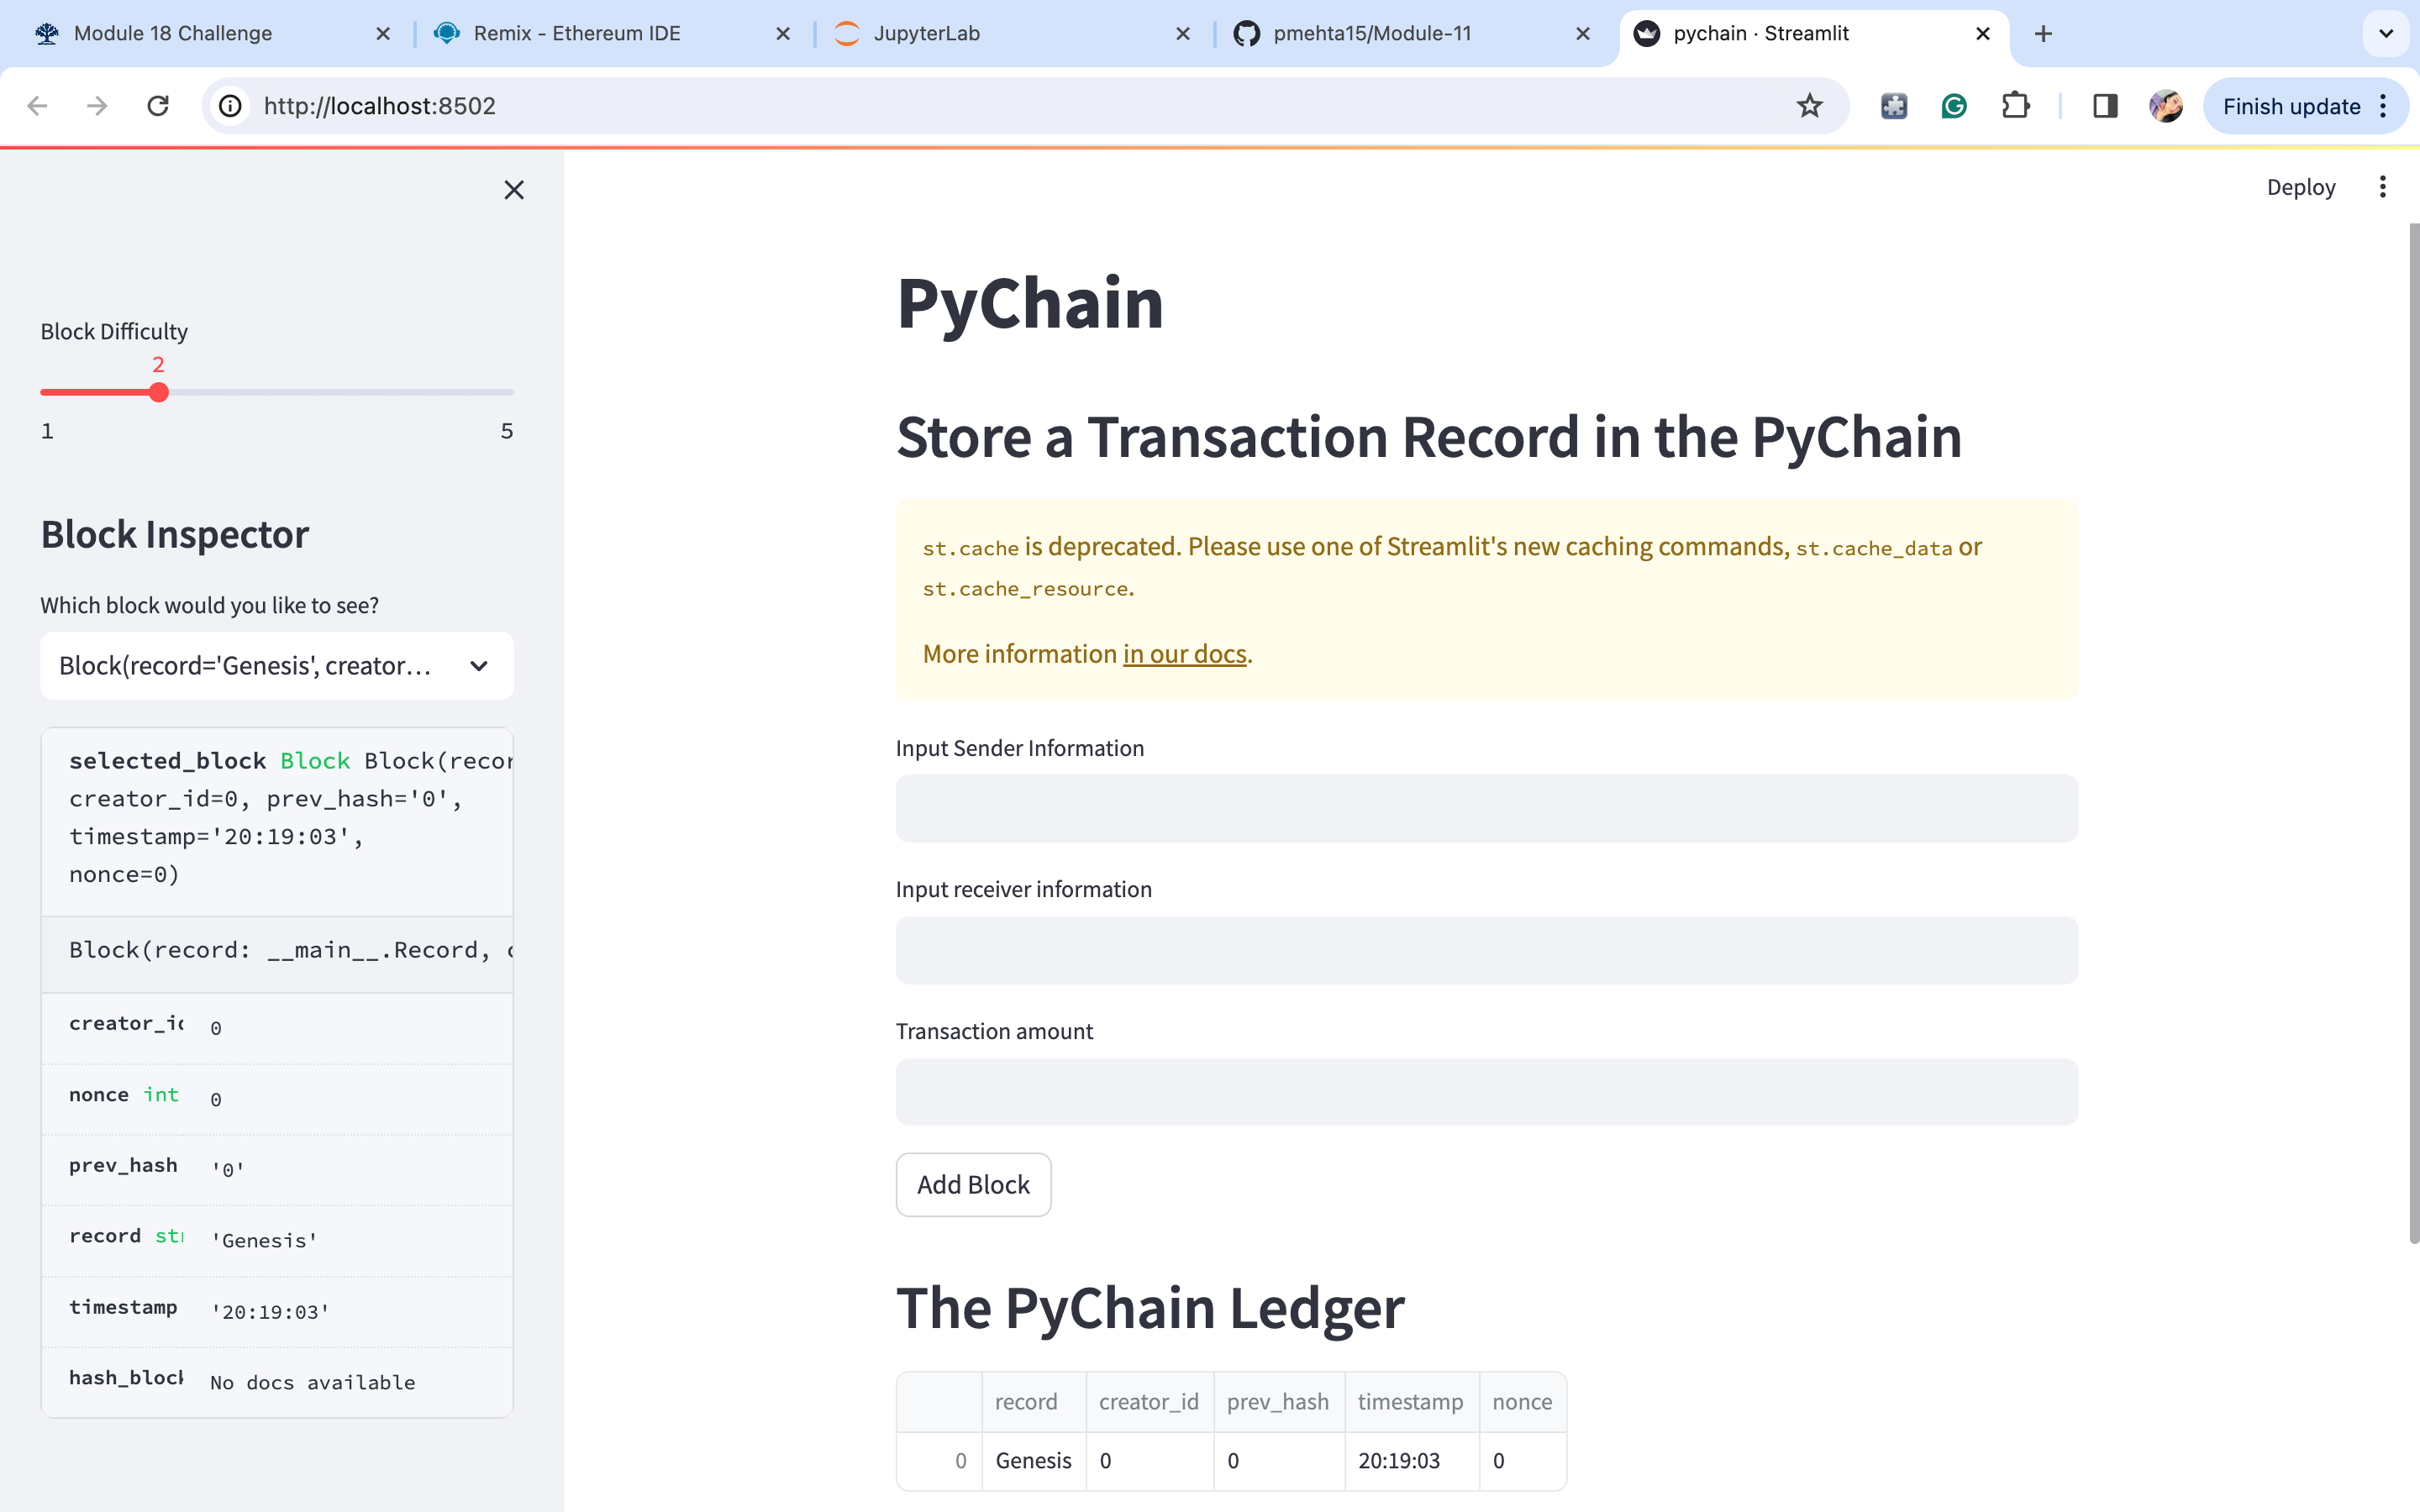 Module 18 Challenge
Remix - Ethereum IDE
JupyterLab
pmehta15/Module-11
pychain · Streamlit
http://localhost:8502
Finish update
Deploy
Block Difficulty
2
1
5
Block Inspector
Which block would you like to see?
Block(record='Genesis', creator…
selected_block Block Block(recor
creator_id=0, prev_hash='0',
timestamp='20:19:03',
nonce=0)
Block(record: __main__.Record, c
creator_id 0
nonce int 0
prev_hash '0'
record str 'Genesis'
timestamp '20:19:03'
hash_block No docs available
PyChain
Store a Transaction Record in the PyChain
st.cache is deprecated. Please use one of Streamlit's new caching commands, st.cache_data or
st.cache_resource.
More information in our docs.
Input Sender Information
Input receiver information
Transaction amount
Add Block
The PyChain Ledger
record creator_id prev_hash timestamp nonce
0 Genesis 0 0 20:19:03 0